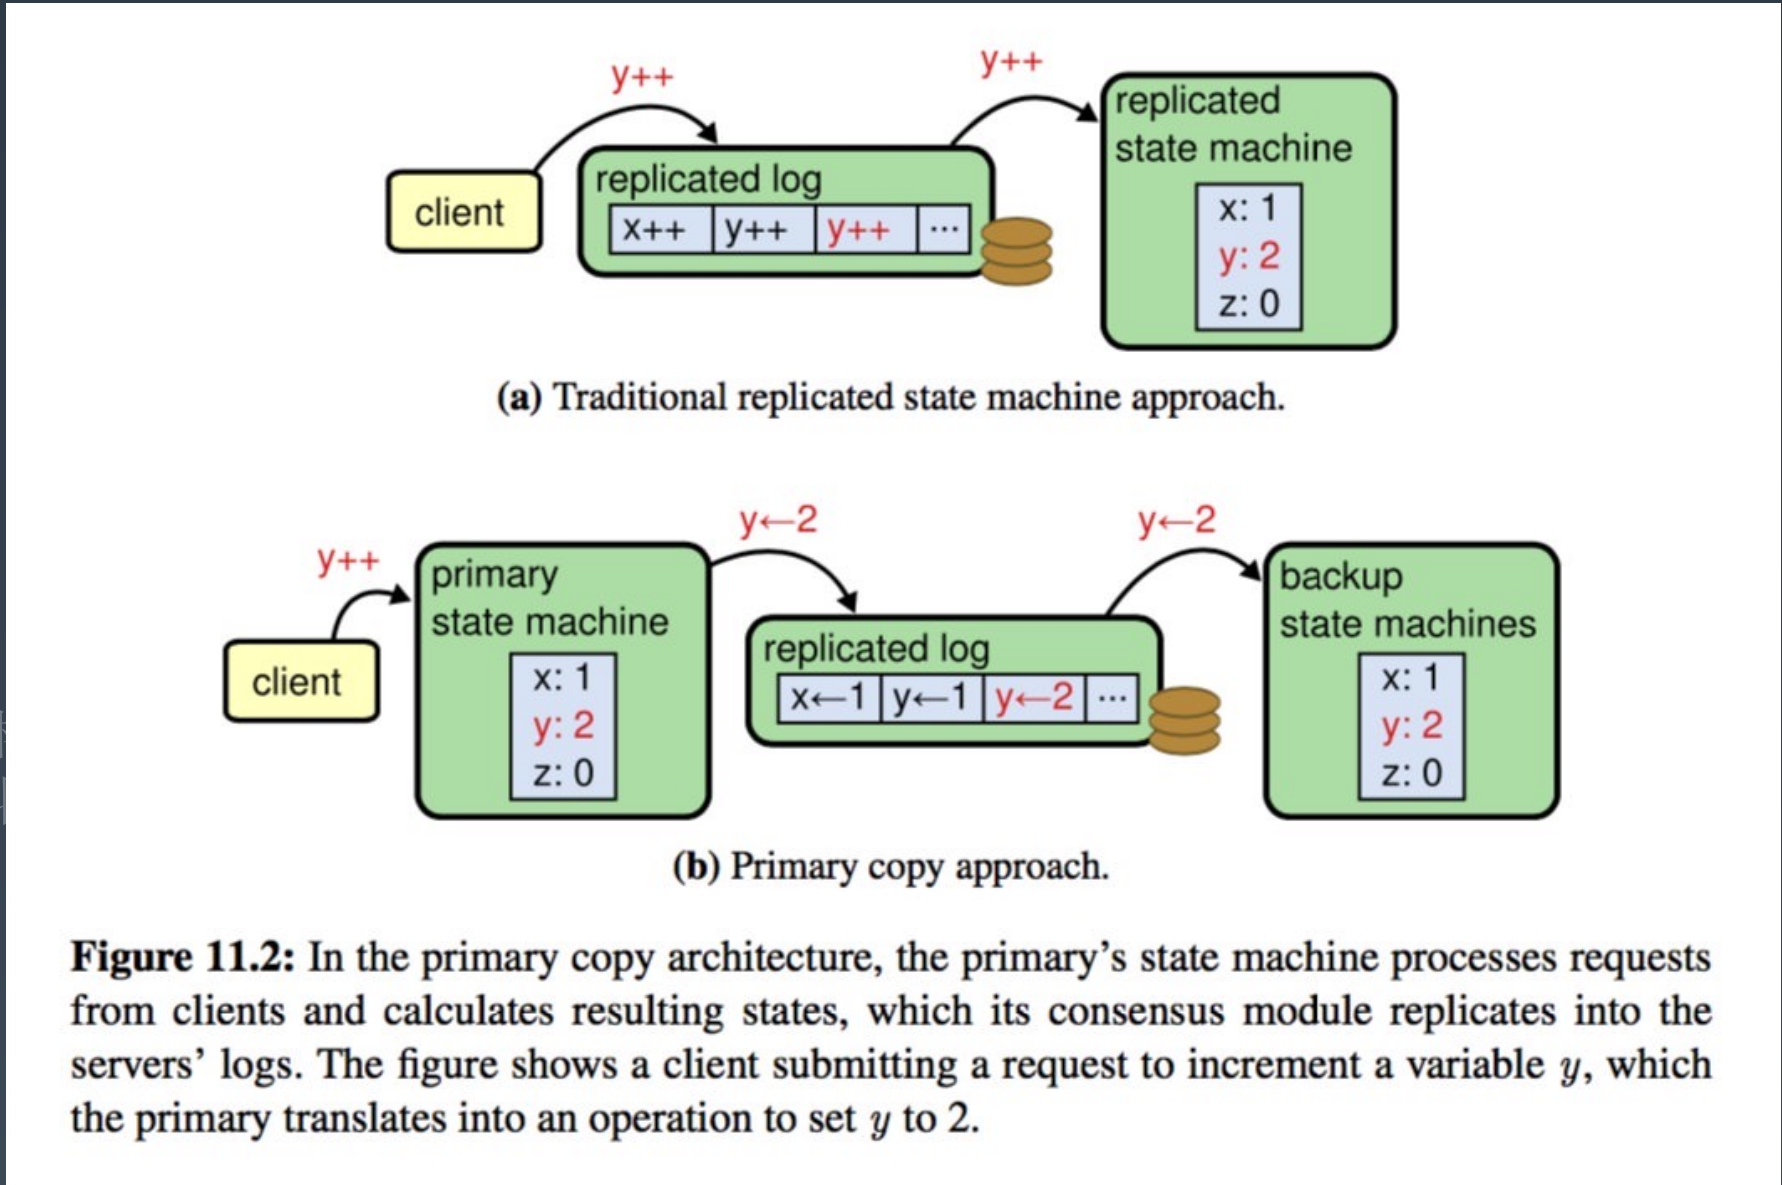 y++
y++
client
replicated log
x++ y++ y++ ...
replicated
state machine
x: 1
y: 2
z: 0
(a) Traditional replicated state machine approach.
y++
client
primary
state machine
x: 1
y: 2
z: 0
y←2
replicated log
x←1 y←1 y←2 ...
y←2
backup
state machines
x: 1
y: 2
z: 0
(b) Primary copy approach.
Figure 11.2: In the primary copy architecture, the primary’s state machine processes requests
from clients and calculates resulting states, which its consensus module replicates into the
servers’ logs. The figure shows a client submitting a request to increment a variable y, which
the primary translates into an operation to set y to 2.